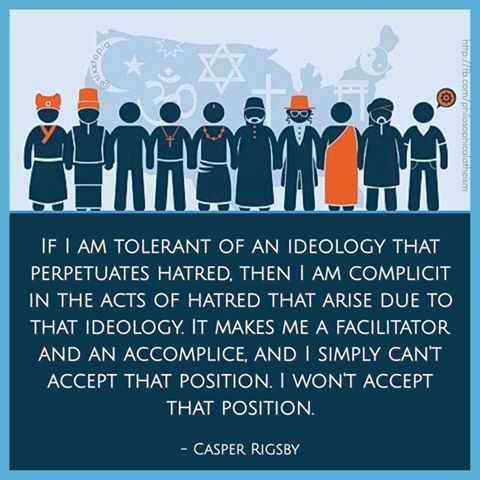 @sixxtopia
http://fb.com/philosophicalatheism
If I am tolerant of an ideology that
perpetuates hatred, then I am complicit
in the acts of hatred that arise due to
that ideology. It makes me a facilitator
and an accomplice, and I simply can't
accept that position. I won't accept
that position.
- Casper Rigsby